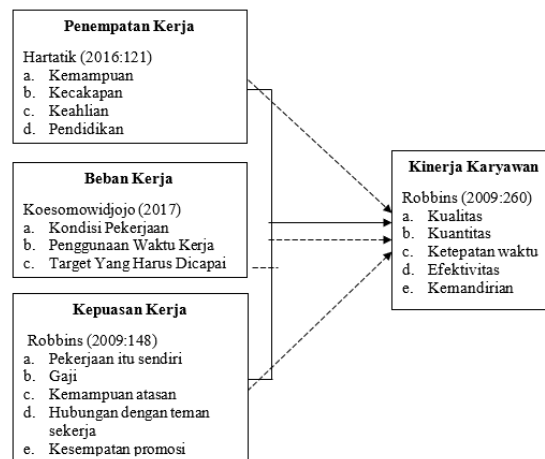 Penempatan Kerja
Hartatik (2016:121)
a. Kemampuan
b. Kecakapan
c. Keahlian
d. Pendidikan
Beban Kerja
Koesomowidjojo (2017)
a. Kondisi Pekerjaan
b. Penggunaan Waktu Kerja
c. Target Yang Harus Dicapai
Kepuasan Kerja
Robbins (2009:148)
a. Pekerjaan itu sendiri
b. Gaji
c. Kemampuan atasan
d. Hubungan dengan teman
sekerja
e. Kesempatan promosi
Kinerja Karyawan
Robbins (2009:260)
a. Kualitas
b. Kuantitas
c. Ketepatan waktu
d. Efektivitas
e. Kemandirian